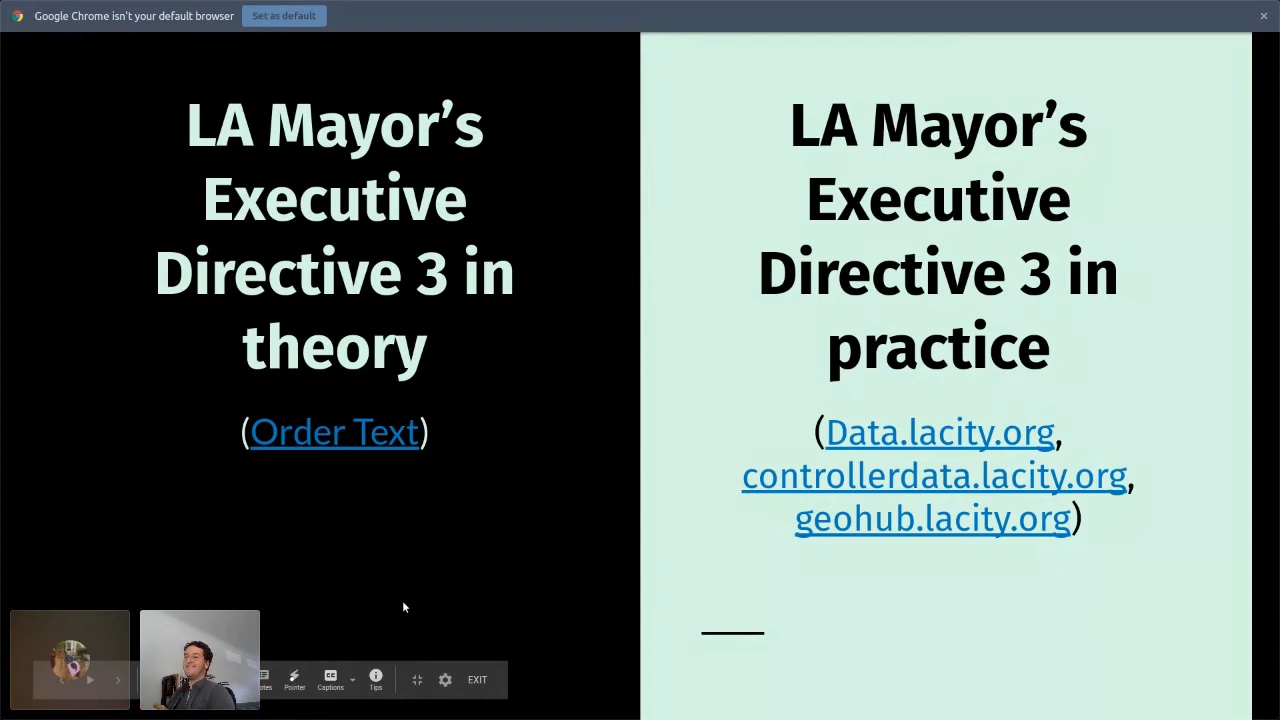 Google Chrome isn't your default browser
Set as default
LA Mayor’s
Executive
Directive 3 in
theory
(Order Text)
LA Mayor’s
Executive
Directive 3 in
practice
(Data.lacity.org,
controllerdata.lacity.org,
geohub.lacity.org)
Pointer
Captions
Tips
EXIT